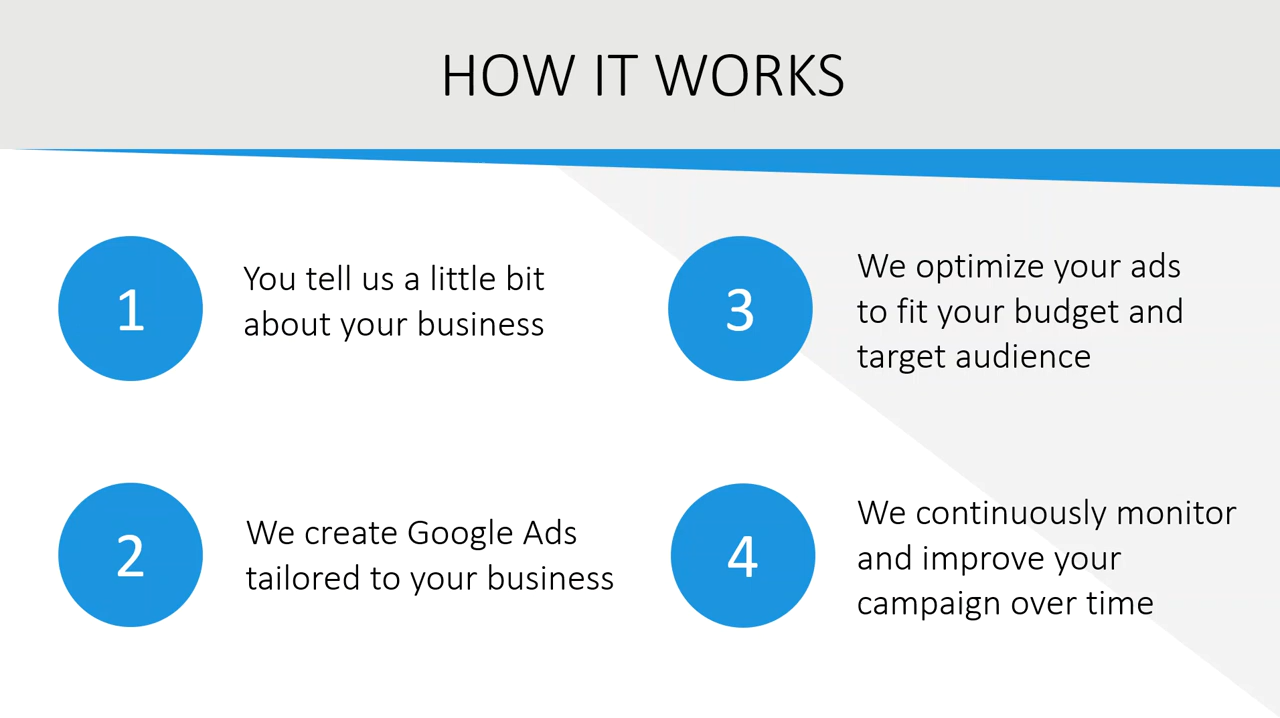 HOW IT WORKS
1
You tell us a little bit
about your business
2
We create Google Ads
tailored to your business
3
We optimize your ads
to fit your budget and
target audience
4
We continuously monitor
and improve your
campaign over time